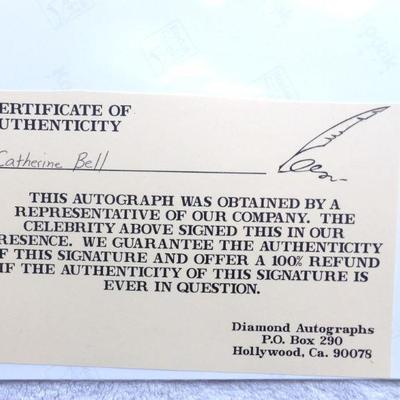 ERTIFICATE OF
UTHENTICITY
Catherine Bell
THIS AUTOGRAPH WAS OBTAINED BY A
REPRESENTATIVE OF OUR COMPANY. THE
CELEBRITY ABOVE SIGNED THIS IN OUR
RESENCE. WE GUARANTEE THE AUTHENTICITY
F THIS SIGNATURE AND OFFER A 100% REFUND
IF THE AUTHENTICITY OF THIS SIGNATURE IS
EVER IN QUESTION.
Diamond Autographs
P.O. Box 290
Hollywood, Ca. 90078